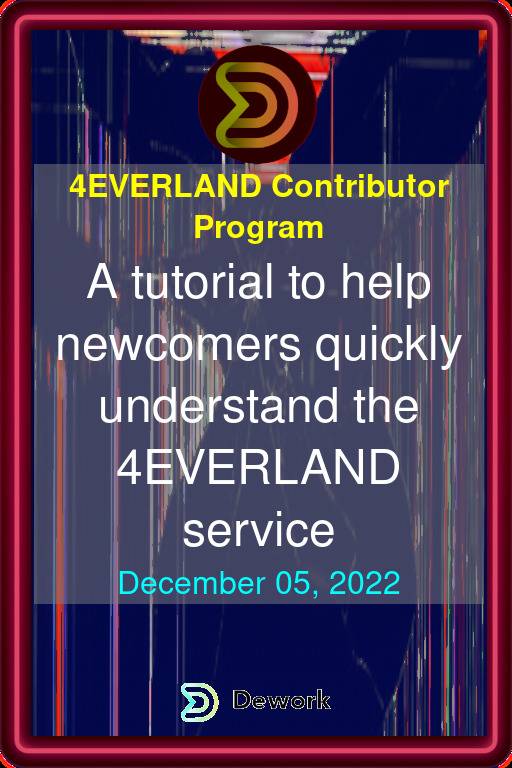 4EVERLAND Contributor
Program
A tutorial to help
newcomers quickly
understand the
4EVERLAND
service
December 05, 2022
Dework